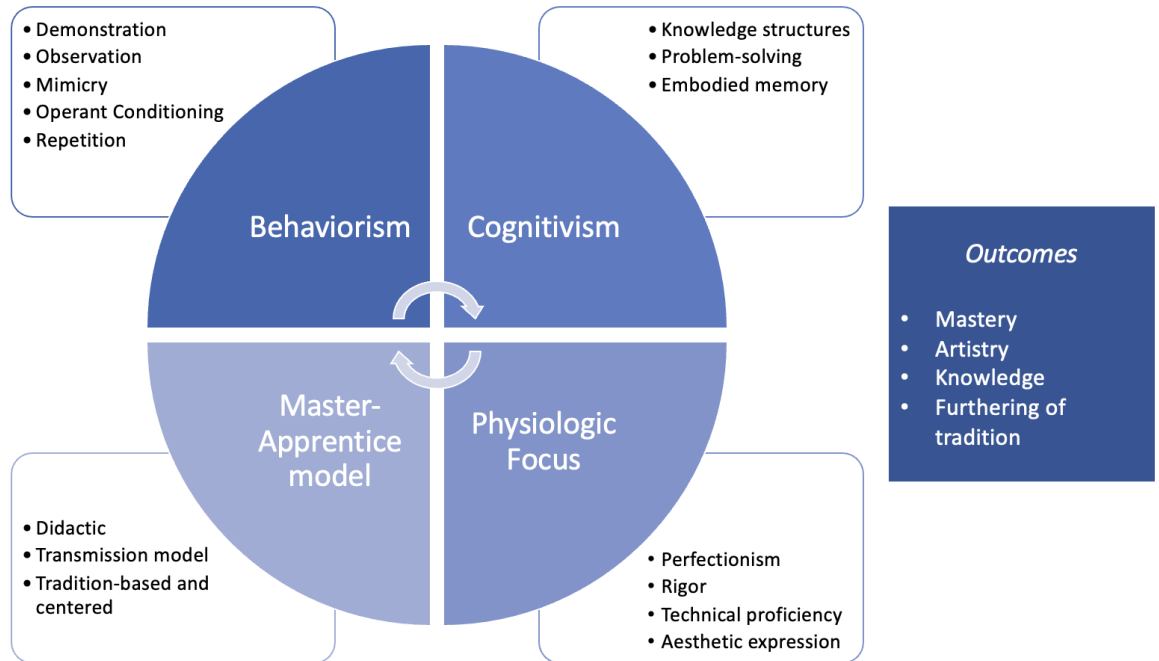 • Demonstration
• Observation
• Mimicry
• Operant Conditioning
• Repetition
• Knowledge structures
• Problem-solving
• Embodied memory
Behaviorism
Cognitivism
Master-
Apprentice
model
Physiologic
Focus
• Didactic
• Transmission model
• Tradition-based and
centered
• Perfectionism
• Rigor
• Technical proficiency
• Aesthetic expression
Outcomes
• Mastery
• Artistry
• Knowledge
• Furthering of
tradition